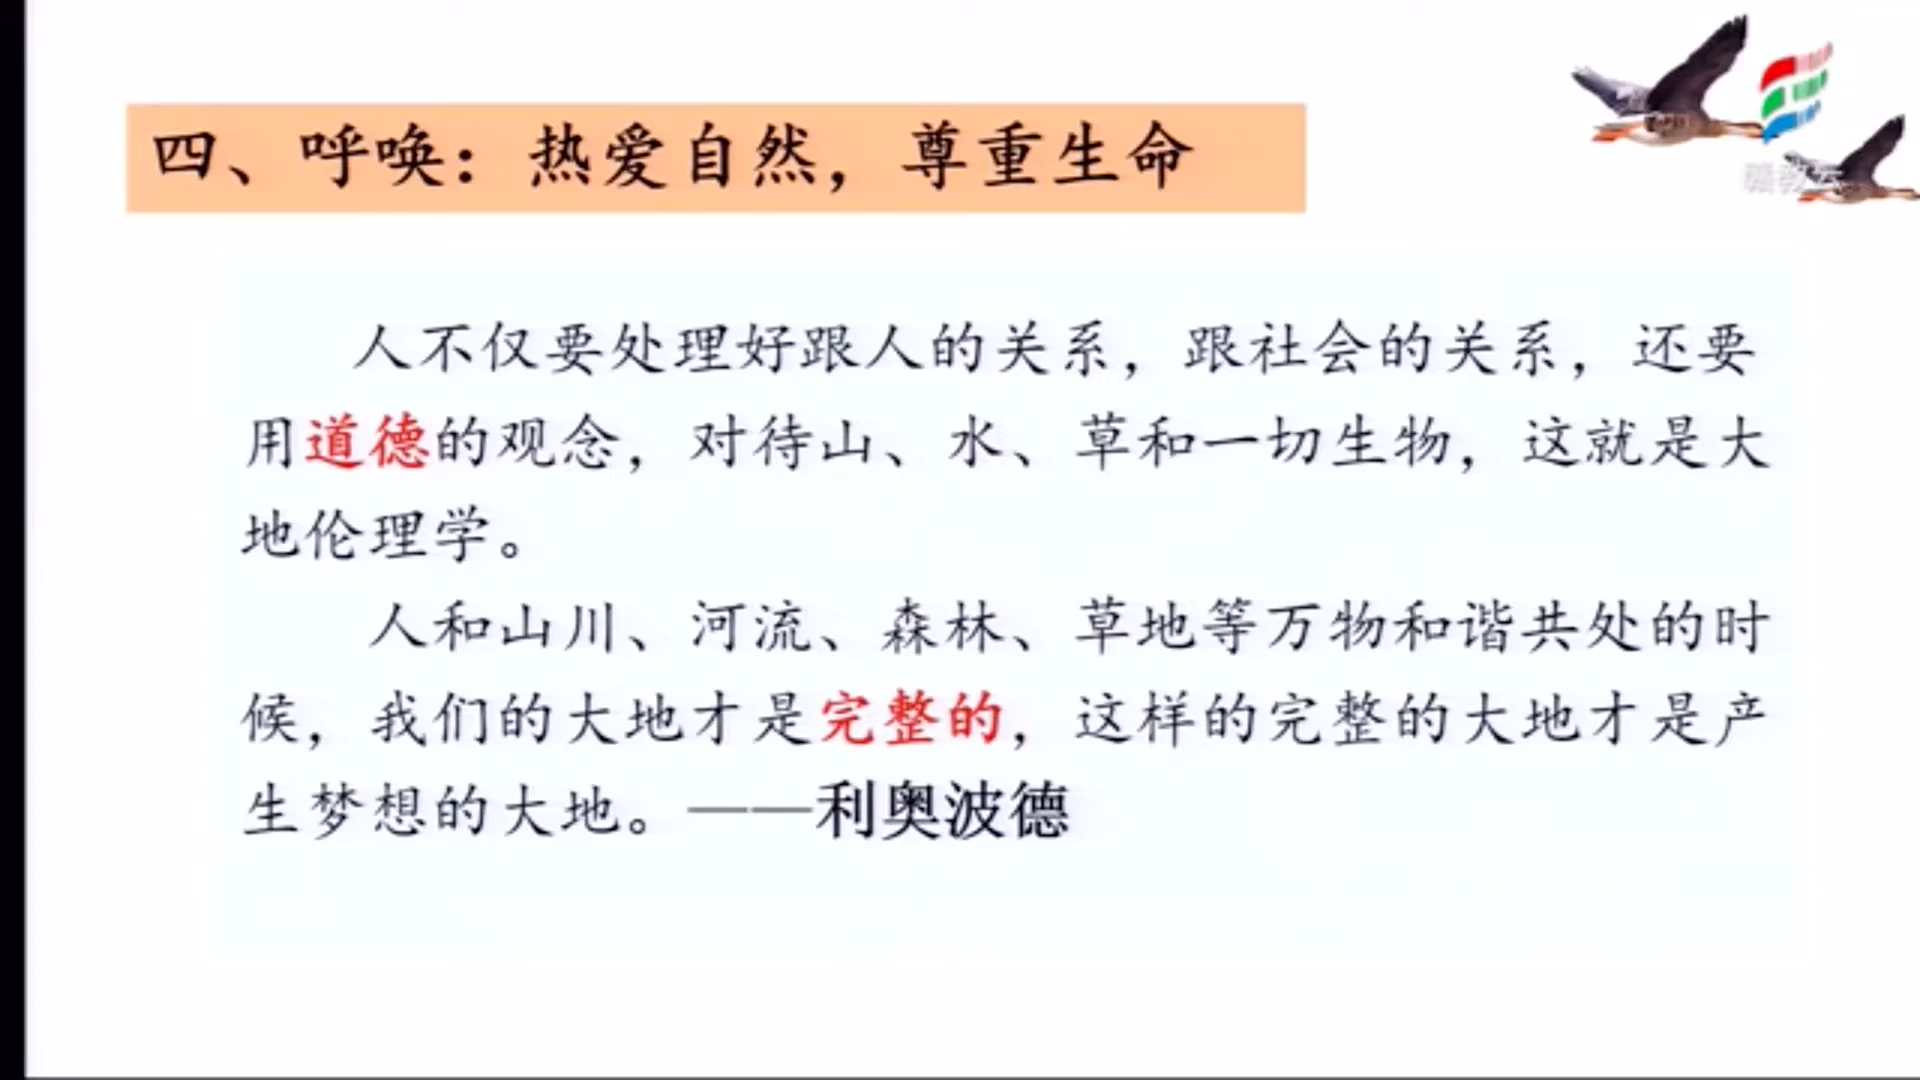 四、呼唤：热爱自然，尊重生命
人不仅要处理好跟人的关系，跟社会的关系，还要
用道德的观念，对待山、水、草和一切生物，这就是大
地伦理学。
人和山川、河流、森林、草地等万物和谐共处的时
候，我们的大地才是完整的，这样的完整的大地才是产
生梦想的大地。——利奥波德